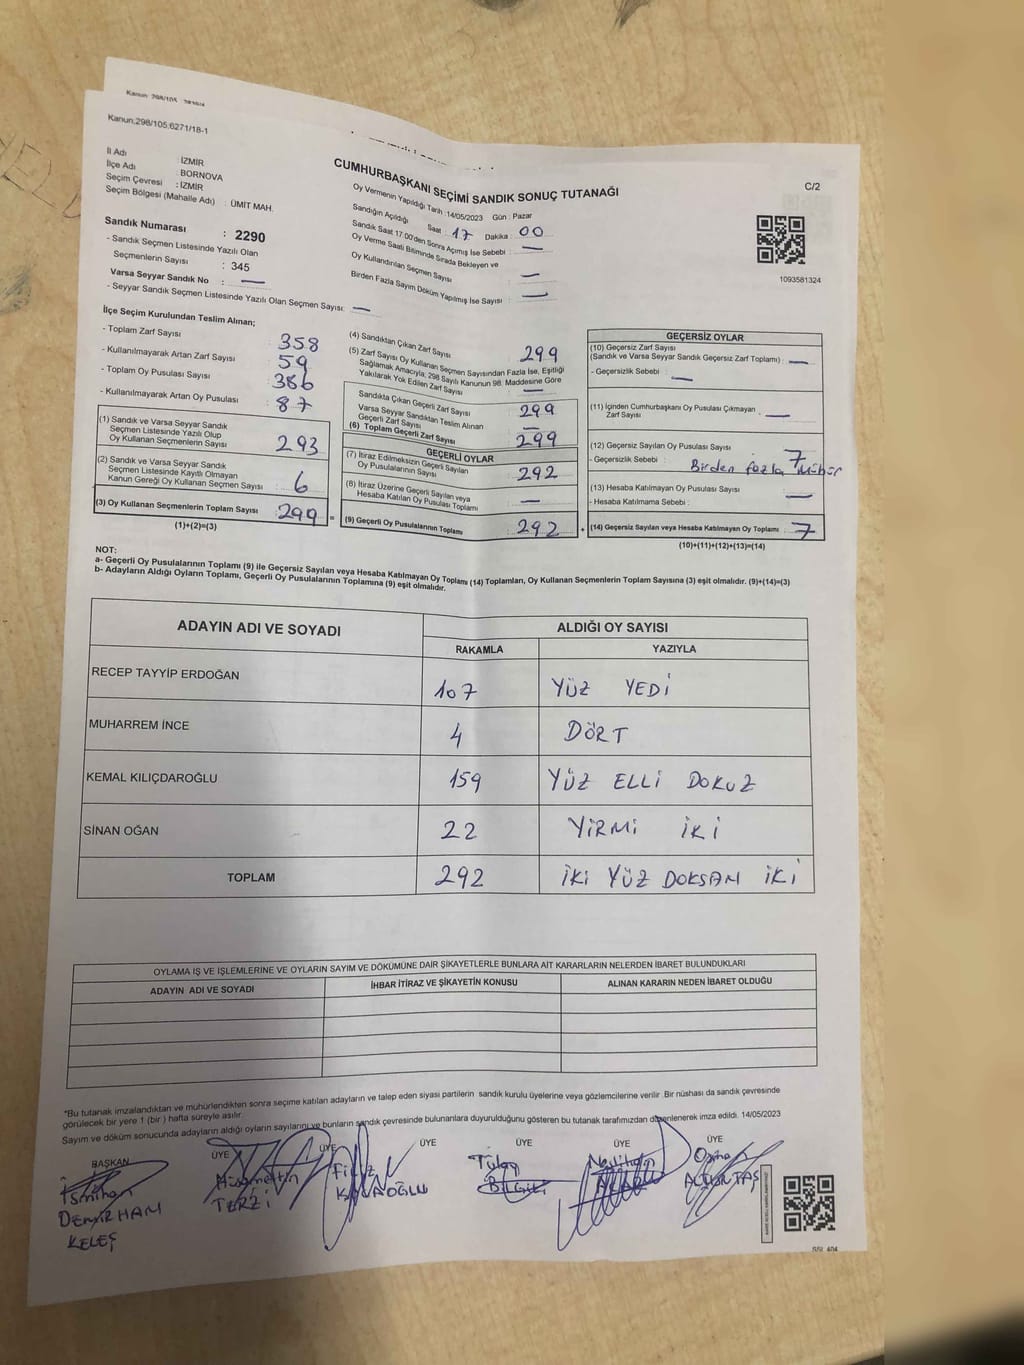 Kanun: 298/105
Kanun:298/105;6271/18-1
İl Adı : İZMİR
İlçe Adı : BORNOVA
Seçim Çevresi : İZMİR
Seçim Bölgesi (Mahalle Adı) : ÜMİT MAH.
Sandık Numarası : 2290
- Sandık Seçmen Listesinde Yazılı Olan
Seçmenlerin Sayısı : 345
Varsa Seyyar Sandık No : —
- Seyyar Sandık Seçmen Listesinde Yazılı Olan Seçmen Sayısı: —
CUMHURBAŞKANI SEÇİMİ SANDIK SONUÇ TUTANAĞI
C/2
Oy Vermenin Yapıldığı Tarih : 14/05/2023 Gün : Pazar
Sandığın Açıldığı Saat : 17 Dakika : 00
Sandık Saat 17:00'den Sonra Açımış İse Sebebi : —
Oy Verme Saati Bitiminde Sırada Bekleyen ve
Oy Kullandırılan Seçmen Sayısı : —
Birden Fazla Sayım Döküm Yapılmış İse Sayısı : —
1093581324
İlçe Seçim Kurulundan Teslim Alınan;
- Toplam Zarf Sayısı : 358
- Kullanılmayarak Artan Zarf Sayısı : 59
- Toplam Oy Pusulası Sayısı : 386
- Kullanılmayarak Artan Oy Pusulası : 87
(1) Sandık ve Varsa Seyyar Sandık
Seçmen Listesinde Yazılı Olup
Oy Kullanan Seçmenlerin Sayısı : 293
(2) Sandık ve Varsa Seyyar Sandık
Seçmen Listesinde Kayıtlı Olmayan
Kanun Gereği Oy Kullanan Seçmen Sayısı : 6
(3) Oy Kullanan Seçmenlerin Toplam Sayısı : 299
(1)+(2)=(3)
(4) Sandıktan Çıkan Zarf Sayısı : 299
(5) Zarf Sayısı Oy Kullanan Seçmen Sayısından Fazla İse, Eşitliği
Sağlamak Amacıyla; 298 Sayılı Kanunun 98. Maddesine Göre
Yakılarak Yok Edilen Zarf Sayısı : —
Sandıkta Çıkan Geçerli Zarf Sayısı : 299
Varsa Seyyar Sandıktan Teslim Alınan
Geçerli Zarf Sayısı : —
(6) Toplam Geçerli Zarf Sayısı : 299
GEÇERLİ OYLAR
(7) İtiraz Edilmeksizin Geçerli Sayılan
Oy Pusulalarının Sayısı : 292
(8) İtiraz Üzerine Geçerli Sayılan veya
Hesaba Katılan Oy Pusulası Toplamı : —
(9) Geçerli Oy Pusulalarının Toplamı : 292
GEÇERSİZ OYLAR
(10) Geçersiz Zarf Sayısı
(Sandık ve Varsa Seyyar Sandık Geçersiz Zarf Toplamı) : —
- Geçersizlik Sebebi : —
(11) İçinden Cumhurbaşkanı Oy Pusulası Çıkmayan
Zarf Sayısı : —
(12) Geçersiz Sayılan Oy Pusulası Sayısı : 7
- Geçersizlik Sebebi : Birden fazla mühür
(13) Hesaba Katılmayan Oy Pusulası Sayısı : —
- Hesaba Katılmama Sebebi :
(14) Geçersiz Sayılan veya Hesaba Katılmayan Oy Toplamı : 7
(10)+(11)+(12)+(13)=(14)
NOT:
a- Geçerli Oy Pusulalarının Toplamı (9) ile Geçersiz Sayılan veya Hesaba Katılmayan Oy Toplamı (14) Toplamları, Oy Kullanan Seçmenlerin Toplam Sayısına (3) eşit olmalıdır. (9)+(14)=(3)
b- Adayların Aldığı Oyların Toplamı, Geçerli Oy Pusulalarının Toplamına (9) eşit olmalıdır.
ADAYIN ADI VE SOYADI
ALDIĞI OY SAYISI
RAKAMLA YAZIYLA
RECEP TAYYİP ERDOĞAN 107 YÜZ YEDİ
MUHARREM İNCE 4 DÖRT
KEMAL KILIÇDAROĞLU 159 YÜZ ELLİ DOKUZ
SİNAN OĞAN 22 YİRMİ İKİ
TOPLAM 292 İKİ YÜZ DOKSAN İKİ
OYLAMA İŞ VE İŞLEMLERİNE VE OYLARIN SAYIM VE DÖKÜMÜNE DAİR ŞİKAYETLERLE BUNLARA AİT KARARLARIN NELERDEN İBARET BULUNDUKLARI
ADAYIN ADI VE SOYADI İHBAR İTİRAZ VE ŞİKAYETİN KONUSU ALINAN KARARIN NEDEN İBARET OLDUĞU
*Bu tutanak imzalandıktan ve mühürlendikten sonra seçime katılan adayların ve talep eden siyasi partilerin sandık kurulu üyelerine veya gözlemcilerine verilir. Bir nüshası da sandık çevresinde
görülecek bir yere 1 (bir) hafta süreyle asılır.
Sayım ve döküm sonucunda adayların aldığı oyların sayılarını ve bunların sandık çevresinde bulunanlara duyurulduğunu gösteren bu tutanak tarafımızdan düzenlenerek imza edildi. 14/05/2023
BAŞKAN ÜYE ÜYE ÜYE ÜYE ÜYE ÜYE
İsmihan
DEMİRHAN
KELEŞ
TERZİ
Filiz
Tülay
BİLGİLİ
Neslihan
Orhan
ALTUNTAŞ